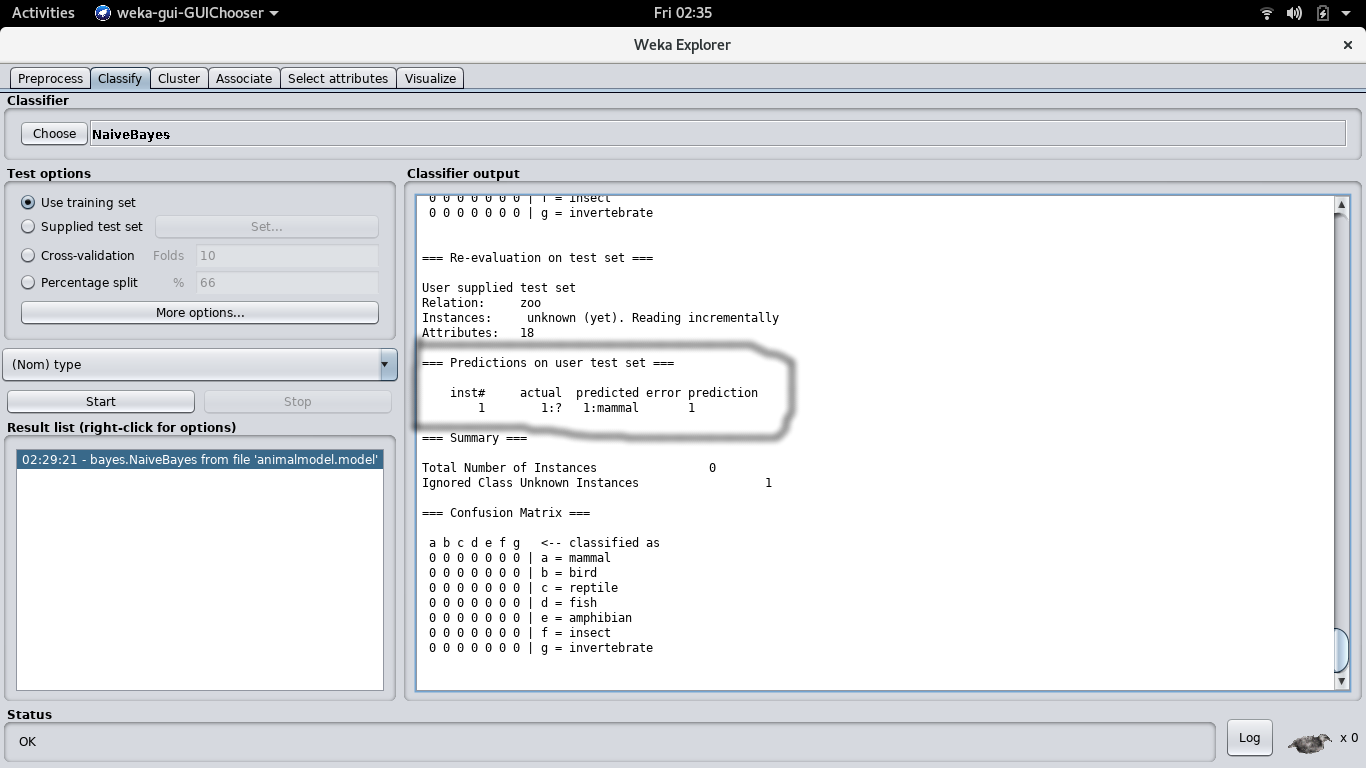 Activities weka-gui-GUIChooser Fri 02:35
Weka Explorer ×
Preprocess Classify Cluster Associate Select attributes Visualize
Classifier
Choose NaiveBayes
Test options
Use training set
Supplied test set Set...
Cross-validation Folds 10
Percentage split % 66
More options...
(Nom) type
Start Stop
Result list (right-click for options)
02:29:21 - bayes.NaiveBayes from file 'animalmodel.model'
Classifier output
0 0 0 0 0 0 0 | f = insect
0 0 0 0 0 0 0 | g = invertebrate
=== Re-evaluation on test set ===
User supplied test set
Relation: zoo
Instances: unknown (yet). Reading incrementally
Attributes: 18
=== Predictions on user test set ===
inst# actual predicted error prediction
1 1:? 1:mammal 1
=== Summary ===
Total Number of Instances 0
Ignored Class Unknown Instances 1
=== Confusion Matrix ===
a b c d e f g <-- classified as
0 0 0 0 0 0 0 | a = mammal
0 0 0 0 0 0 0 | b = bird
0 0 0 0 0 0 0 | c = reptile
0 0 0 0 0 0 0 | d = fish
0 0 0 0 0 0 0 | e = amphibian
0 0 0 0 0 0 0 | f = insect
0 0 0 0 0 0 0 | g = invertebrate
Status
OK
Log x 0